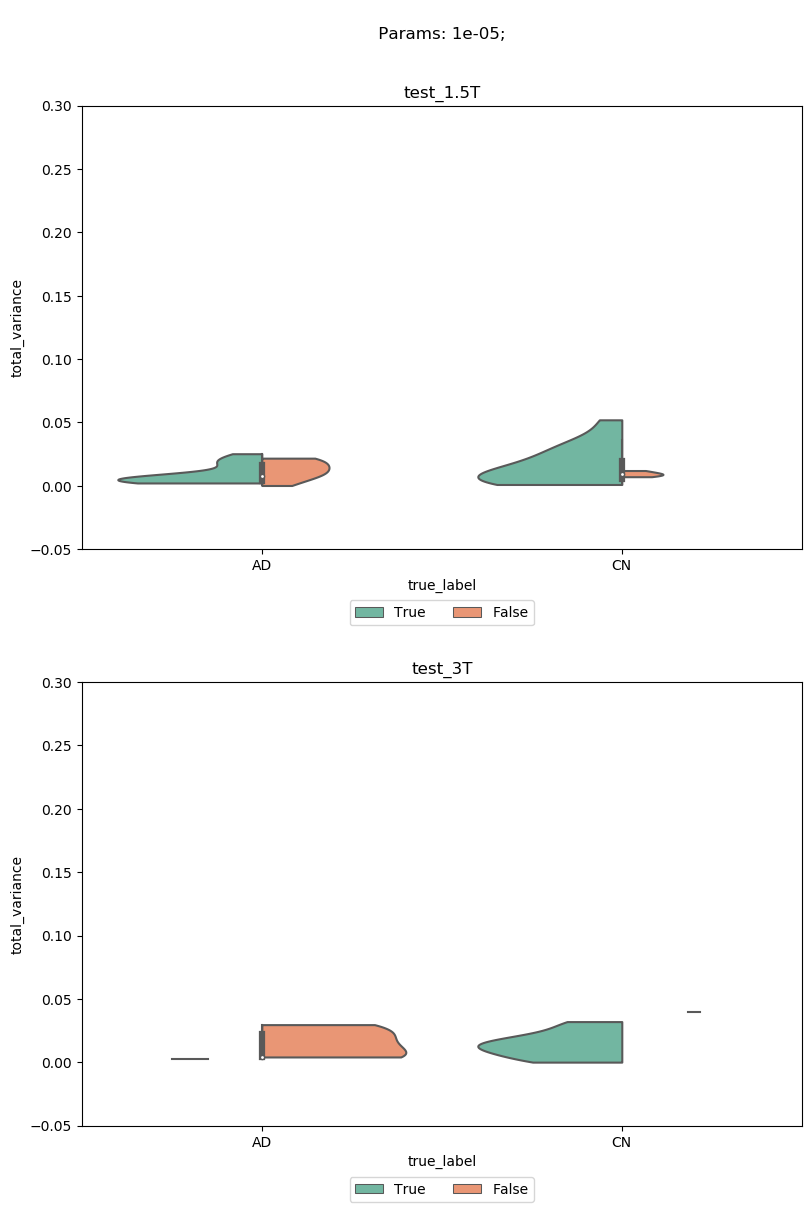 Params: 1e-05;
test_1.5T
0.30
0.25
0.20
0.15
0.10
0.05
0.00
−0.05
total_variance
AD CN
true_label
True False
test_3T
0.30
0.25
0.20
0.15
0.10
0.05
0.00
−0.05
total_variance
AD CN
true_label
True False